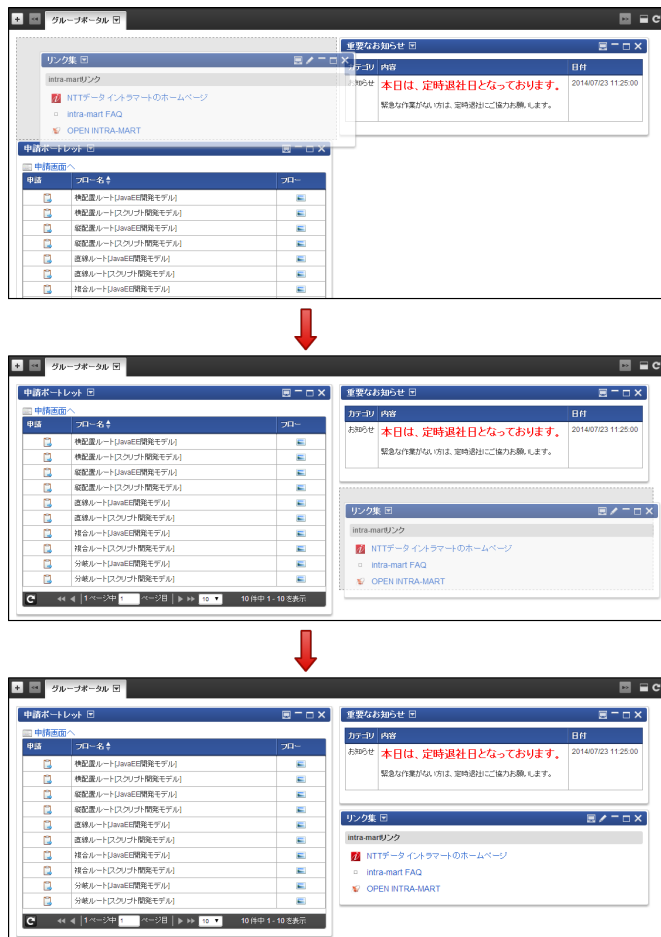 グループポータル
リンク集
intra-martリンク
NTTデータ イントラマートのホームページ
intra-mart FAQ
OPEN INTRA-MART
重要なお知らせ
カテゴリ 内容 日付
お知らせ 本日は、定時退社日となっております。 2014/07/23 11:25:00
緊急な作業がない方は、定時退社にご協力お願いします。
申請ポートレット
申請画面へ
申請 フロー名 フロー
横配置ルート[JavaEE開発モデル]
横配置ルート[スクリプト開発モデル]
縦配置ルート[JavaEE開発モデル]
縦配置ルート[スクリプト開発モデル]
直線ルート[JavaEE開発モデル]
直線ルート[スクリプト開発モデル]
複合ルート[JavaEE開発モデル]
グループポータル
申請ポートレット
申請画面へ
申請 フロー名 フロー
横配置ルート[JavaEE開発モデル]
横配置ルート[スクリプト開発モデル]
縦配置ルート[JavaEE開発モデル]
縦配置ルート[スクリプト開発モデル]
直線ルート[JavaEE開発モデル]
直線ルート[スクリプト開発モデル]
複合ルート[JavaEE開発モデル]
複合ルート[スクリプト開発モデル]
分岐ルート[JavaEE開発モデル]
分岐ルート[スクリプト開発モデル]
1 ページ中 1 ページ目 10 10 件中 1 - 10 を表示
重要なお知らせ
カテゴリ 内容 日付
お知らせ 本日は、定時退社日となっております。 2014/07/23 11:25:00
緊急な作業がない方は、定時退社にご協力お願いします。
リンク集
intra-martリンク
NTTデータ イントラマートのホームページ
intra-mart FAQ
OPEN INTRA-MART
グループポータル
申請ポートレット
申請画面へ
申請 フロー名 フロー
横配置ルート[JavaEE開発モデル]
横配置ルート[スクリプト開発モデル]
縦配置ルート[JavaEE開発モデル]
縦配置ルート[スクリプト開発モデル]
直線ルート[JavaEE開発モデル]
直線ルート[スクリプト開発モデル]
複合ルート[JavaEE開発モデル]
複合ルート[スクリプト開発モデル]
分岐ルート[JavaEE開発モデル]
分岐ルート[スクリプト開発モデル]
1 ページ中 1 ページ目 10 10 件中 1 - 10 を表示
重要なお知らせ
カテゴリ 内容 日付
お知らせ 本日は、定時退社日となっております。 2014/07/23 11:25:00
緊急な作業がない方は、定時退社にご協力お願いします。
リンク集
intra-martリンク
NTTデータ イントラマートのホームページ
intra-mart FAQ
OPEN INTRA-MART